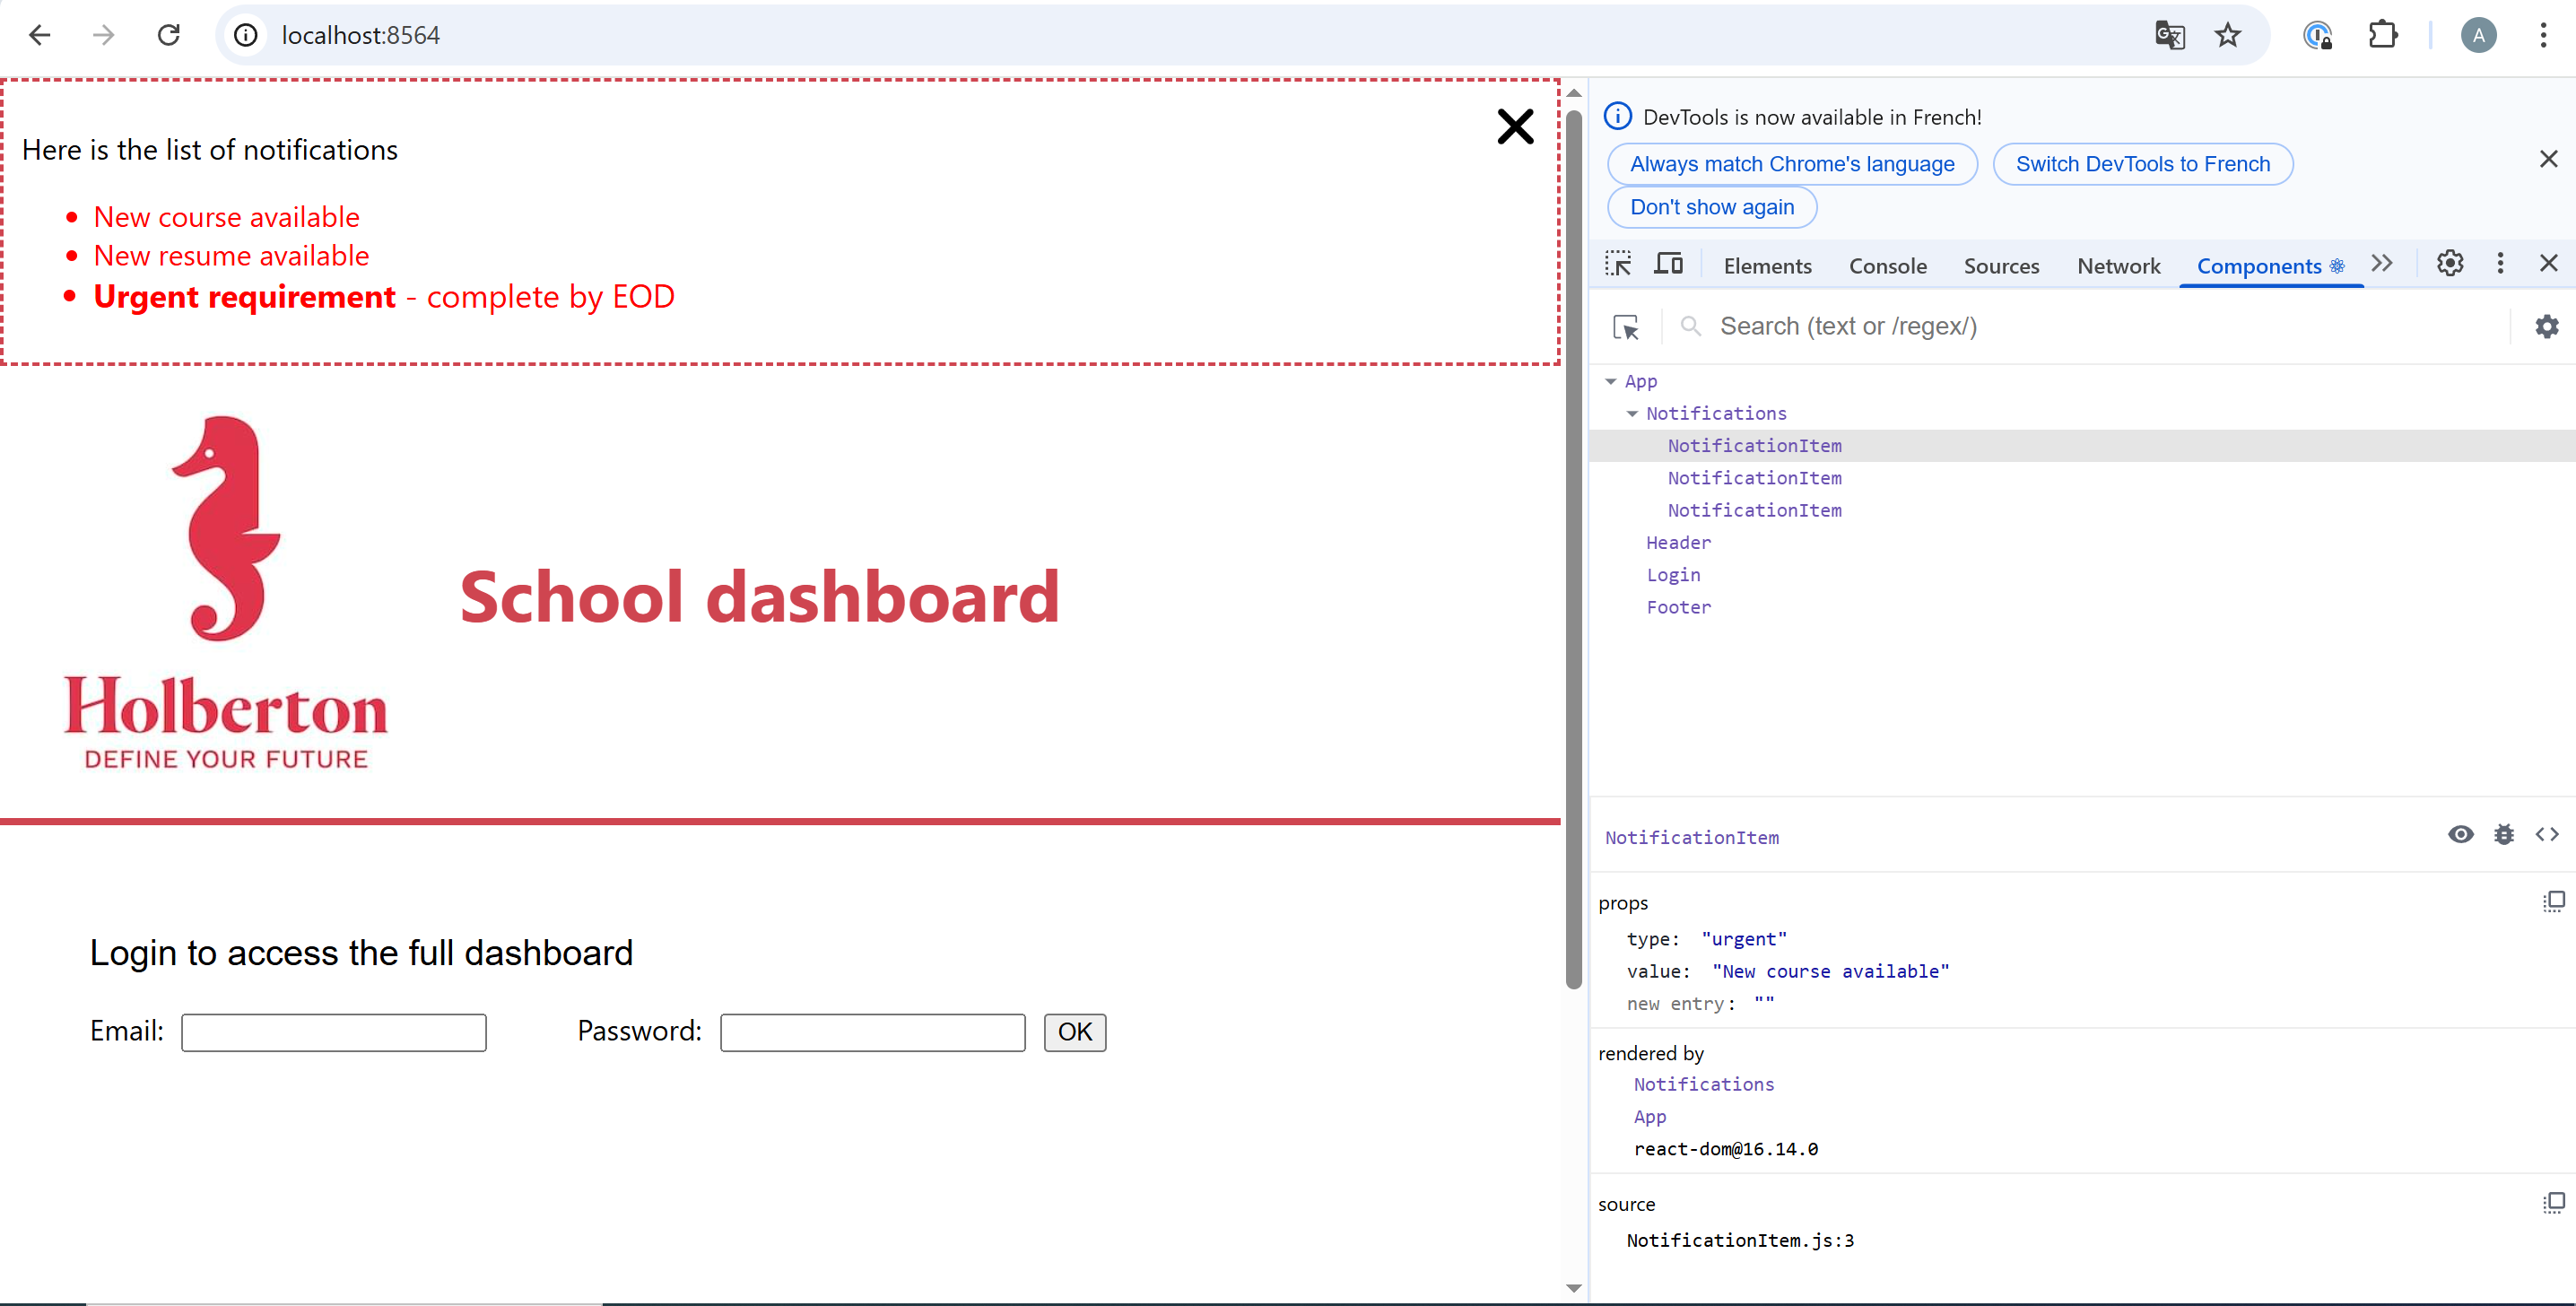 localhost:8564
A
Here is the list of notifications
New course available
New resume available
Urgent requirement - complete by EOD
Holberton
DEFINE YOUR FUTURE
School dashboard
Login to access the full dashboard
Email:
Password:
OK
DevTools is now available in French!
Always match Chrome's language
Switch DevTools to French
Don't show again
Elements
Console
Sources
Network
Components
Search (text or /regex/)
App
Notifications
NotificationItem
NotificationItem
NotificationItem
Header
Login
Footer
NotificationItem
props
type: "urgent"
value: "New course available"
new entry: ""
rendered by
Notifications
App
react-dom@16.14.0
source
NotificationItem.js:3